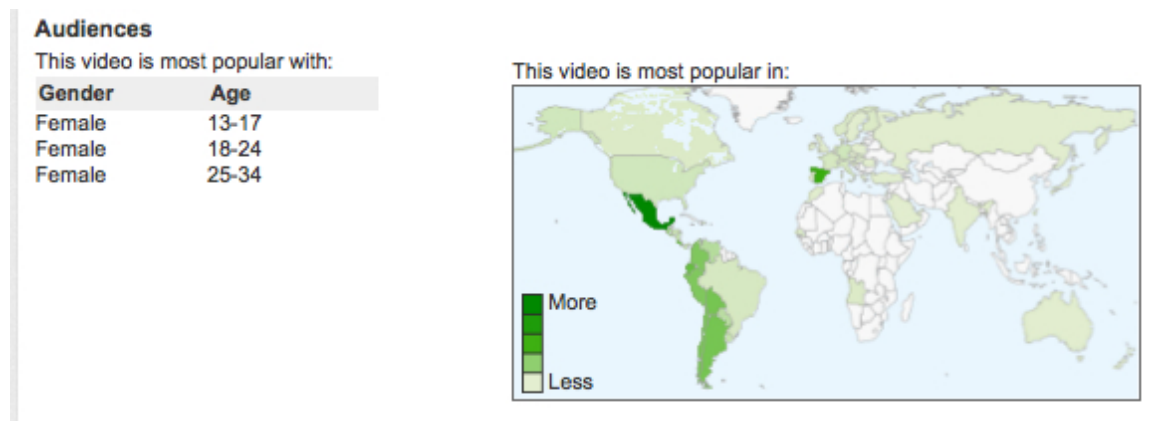 Audiences
This video is most popular with:
Gender Age
Female 13-17
Female 18-24
Female 25-34
This video is most popular in:
More
Less